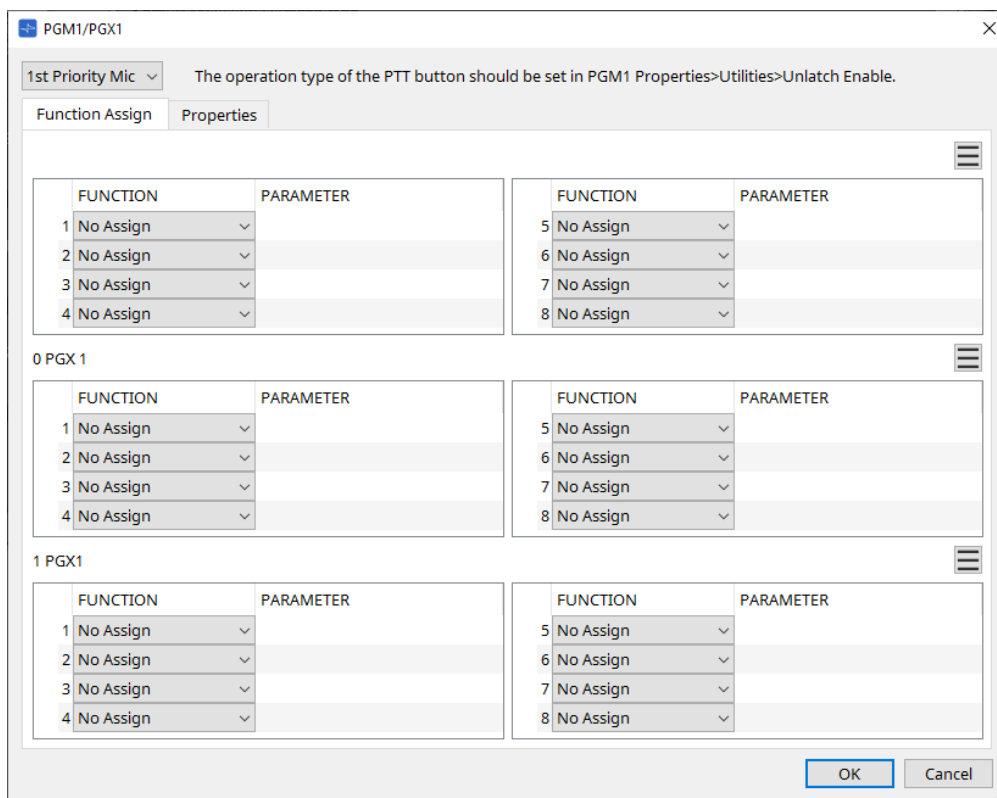 PGM1/PGX1
1st Priority Mic The operation type of the PTT button should be set in PGM1 Properties>Utilities>Unlatch Enable.
Function Assign Properties
FUNCTION PARAMETER FUNCTION PARAMETER
1 No Assign 5 No Assign
2 No Assign 6 No Assign
3 No Assign 7 No Assign
4 No Assign 8 No Assign
0 PGX 1
FUNCTION PARAMETER FUNCTION PARAMETER
1 No Assign 5 No Assign
2 No Assign 6 No Assign
3 No Assign 7 No Assign
4 No Assign 8 No Assign
1 PGX1
FUNCTION PARAMETER FUNCTION PARAMETER
1 No Assign 5 No Assign
2 No Assign 6 No Assign
3 No Assign 7 No Assign
4 No Assign 8 No Assign
OK Cancel